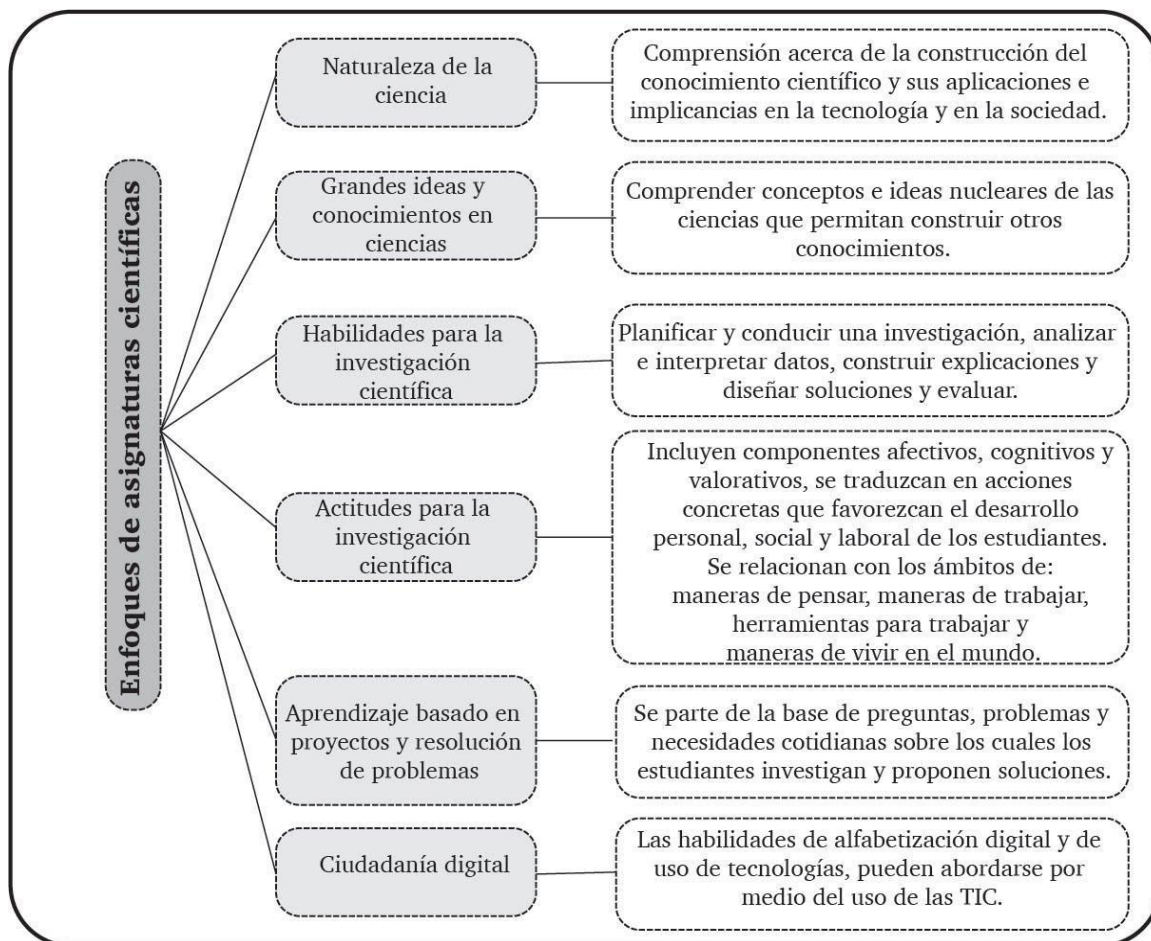 Enfoques de asignaturas científicas
Naturaleza de la
ciencia
Comprensión acerca de la construcción del
conocimiento científico y sus aplicaciones e
implicancias en la tecnología y en la sociedad.
Grandes ideas y
conocimientos en
ciencias
Comprender conceptos e ideas nucleares de las
ciencias que permitan construir otros
conocimientos.
Habilidades para la
investigación
científica
Planificar y conducir una investigación, analizar
e interpretar datos, construir explicaciones y
diseñar soluciones y evaluar.
Actitudes para la
investigación
científica
Incluyen componentes afectivos, cognitivos y
valorativos, se traduzcan en acciones
concretas que favorezcan el desarrollo
personal, social y laboral de los estudiantes.
Se relacionan con los ámbitos de:
maneras de pensar, maneras de trabajar,
herramientas para trabajar y
maneras de vivir en el mundo.
Aprendizaje basado en
proyectos y resolución
de problemas
Se parte de la base de preguntas, problemas y
necesidades cotidianas sobre los cuales los
estudiantes investigan y proponen soluciones.
Ciudadanía digital
Las habilidades de alfabetización digital y de
uso de tecnologías, pueden abordarse por
medio del uso de las TIC.